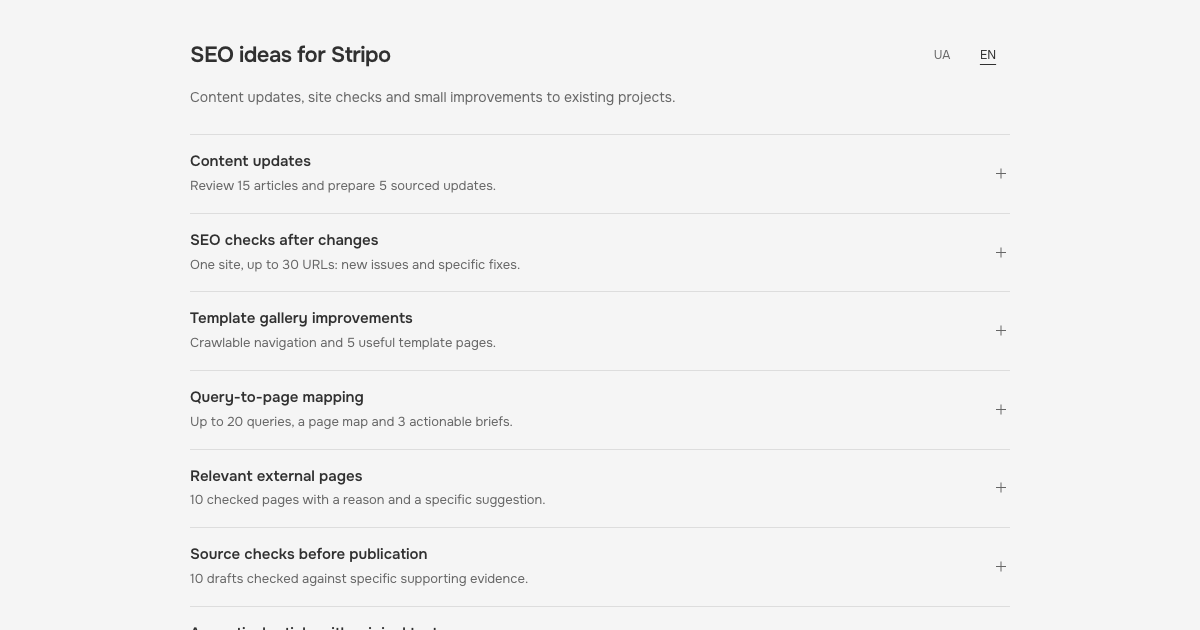 SEO ideas for Stripo
UA
EN
Content updates, site checks and small improvements to existing projects.
Content updates
Review 15 articles and prepare 5 sourced updates.
SEO checks after changes
One site, up to 30 URLs: new issues and specific fixes.
Template gallery improvements
Crawlable navigation and 5 useful template pages.
Query-to-page mapping
Up to 20 queries, a page map and 3 actionable briefs.
Relevant external pages
10 checked pages with a reason and a specific suggestion.
Source checks before publication
10 drafts checked against specific supporting evidence.